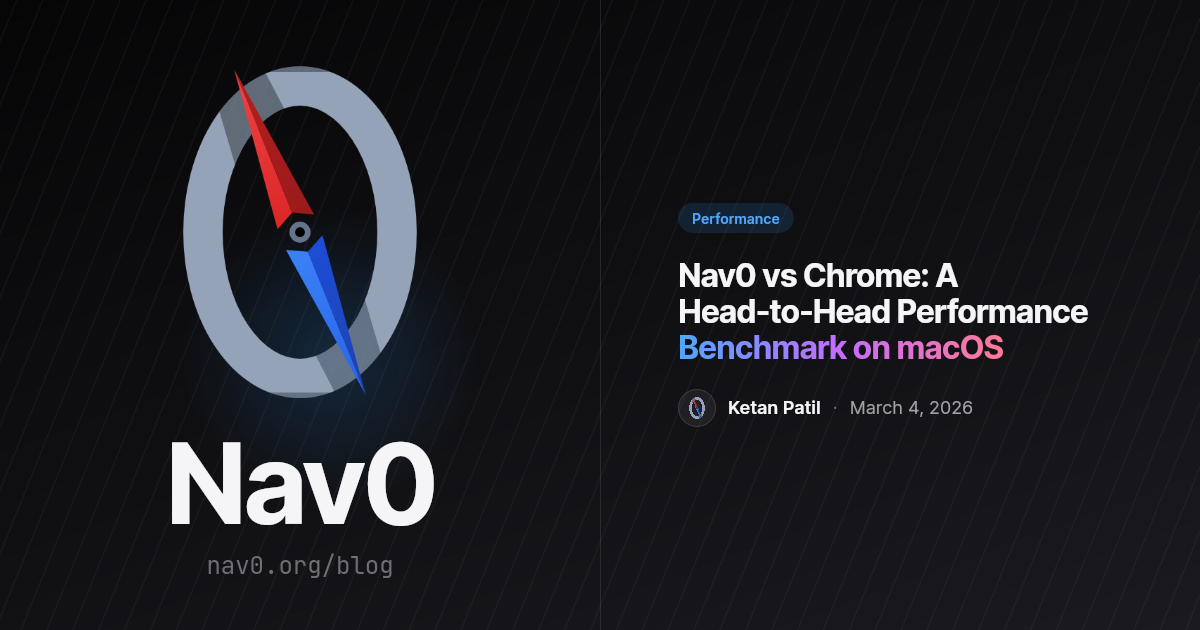 Nav0
nav0.org/blog
Performance
Nav0 vs Chrome: A
Head-to-Head Performance
Benchmark on macOS
Ketan Patil · March 4, 2026